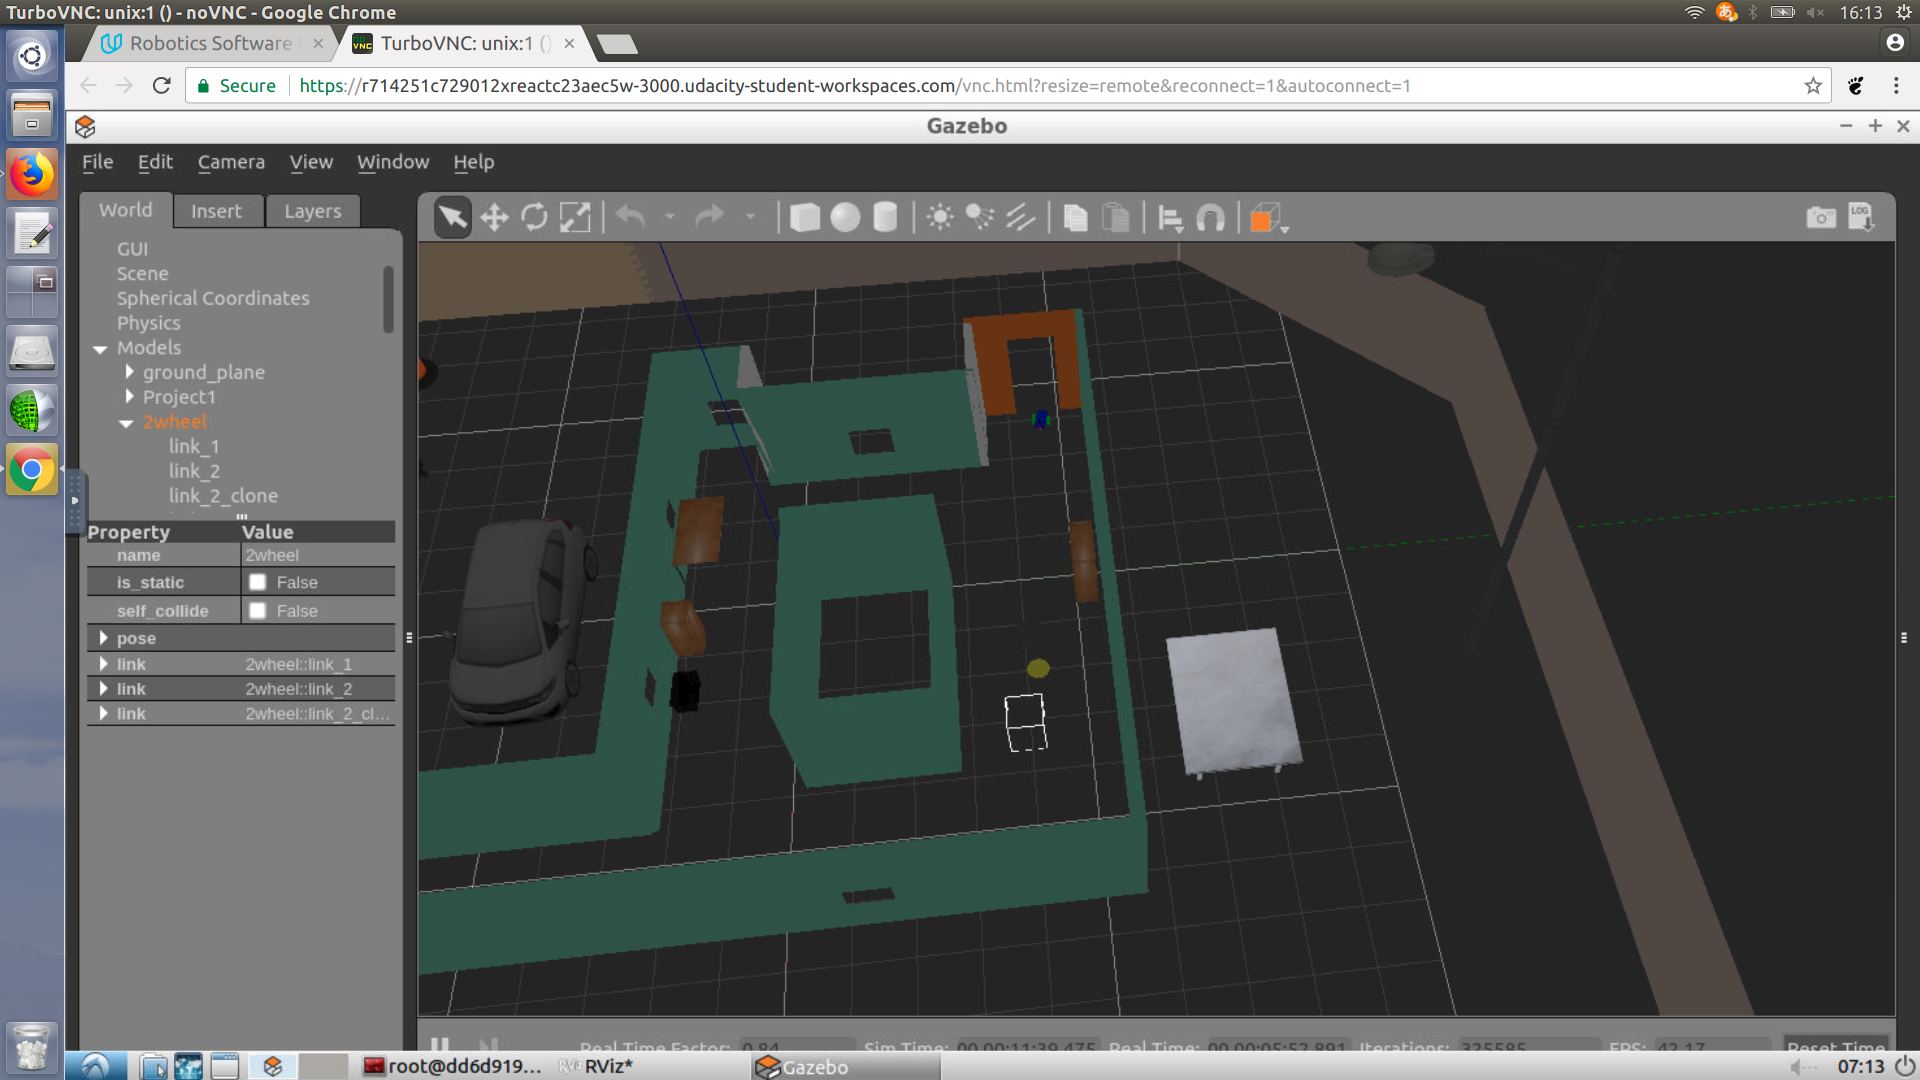 TurboVNC: unix:1 () - noVNC - Google Chrome
あ
16:13
Robotics Software
TurboVNC: unix:1 ()
Secure
https://r714251c729012xreactc23aec5w-3000.udacity-student-workspaces.com/vnc.html?resize=remote&reconnect=1&autoconnect=1
Gazebo
File Edit Camera View Window Help
World Insert Layers
LOG
GUI
Scene
Spherical Coordinates
Physics
Models
ground_plane
Project1
2wheel
link_1
link_2
link_2_clone
Property Value
name 2wheel
is_static False
self_collide False
pose
link 2wheel::link_1
link 2wheel::link_2
link 2wheel::link_2_cl...
Real Time Factor: 0.84 Sim Time: 00 00:11:39.475 Real Time: 00 00:05:52.891 Iterations: 325585 FPS: 42.17 Reset Time
root@dd6d919... RViz RViz* Gazebo 07:13